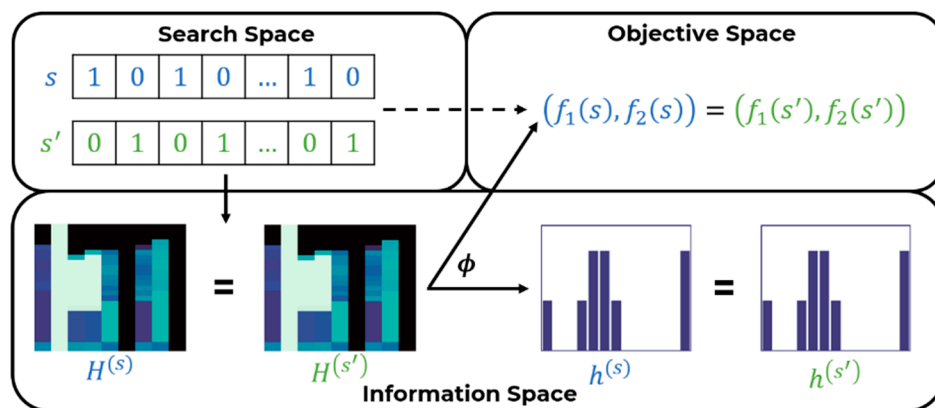 Search Space
s 1 0 1 0 ... 1 0
s′ 0 1 0 1 ... 0 1
Objective Space
(f₁(s), f₂(s)) = (f₁(s′), f₂(s′))
=
ϕ
=
H⁽ˢ⁾
H⁽ˢ′⁾
h⁽ˢ⁾
h⁽ˢ′⁾
Information Space